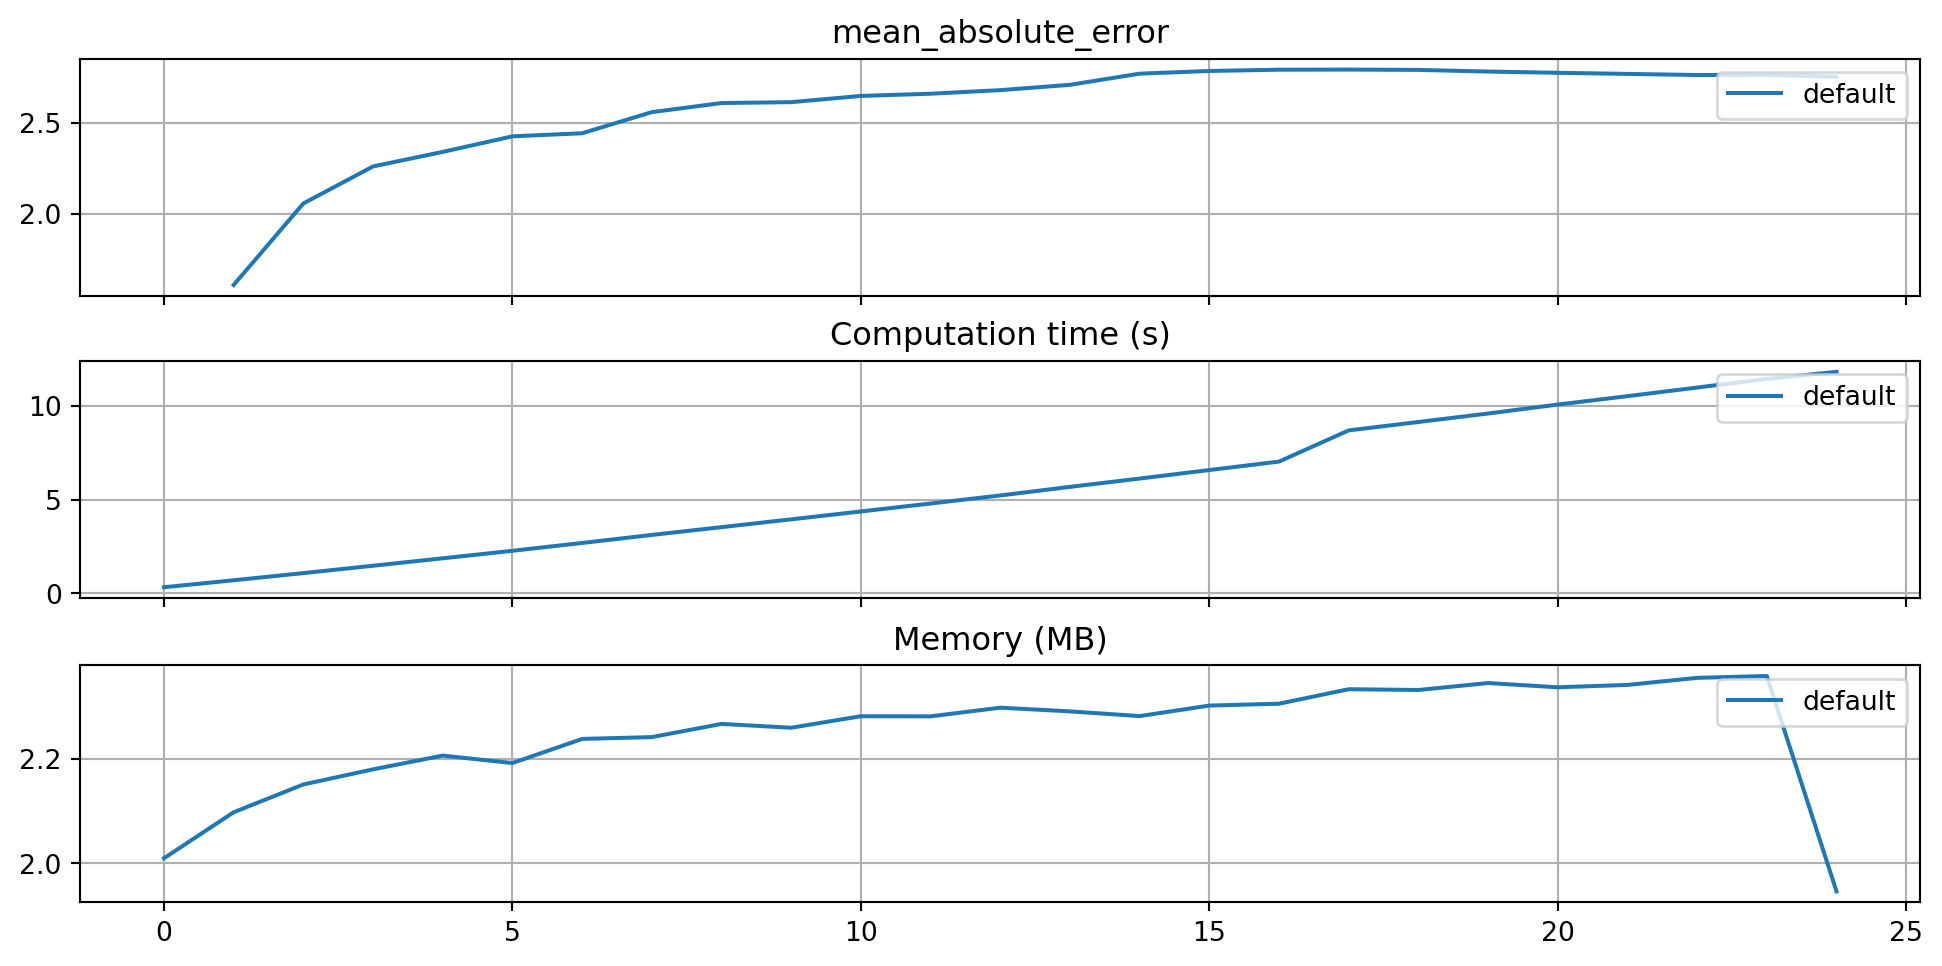 mean_absolute_error
2.5
2.0
default
Computation time (s)
10
5
0
default
Memory (MB)
2.2
2.0
default
0 5 10 15 20 25